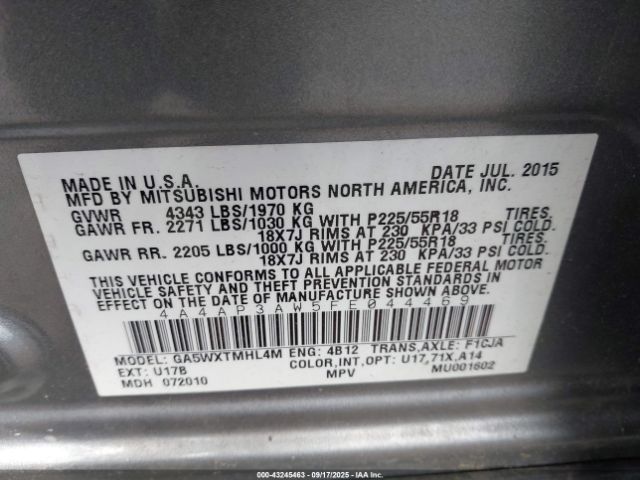 MADE IN U.S.A. DATE JUL. 2015
MFD BY MITSUBISHI MOTORS NORTH AMERICA, INC.
GVWR 4343 LBS/1970 KG
GAWR FR. 2271 LBS/1030 KG WITH P225/55R18 TIRES.
18X7J RIMS AT 230 KPA/33 PSI COLD.
GAWR RR. 2205 LBS/1000 KG WITH P225/55R18 TIRES.
18X7J RIMS AT 230 KPA/33 PSI COLD.
THIS VEHICLE CONFORMS TO ALL APPLICABLE FEDERAL MOTOR
VEHICLE SAFETY AND THEFT PREVENTION STANDARDS IN
EFFECT ON THE DATE OF MANUFACTURE SHOWN ABOVE.
4A4AP3AW5FE044469
MODEL: GA5WXTMHL4M ENG: 4B12 TRANS,AXLE: F1CJA
EXT: U17B COLOR,INT,OPT: U17,71X,A14
MDH 072010 MPV MU001602
000-43245463 - 09/17/2025 - IAAI.COM